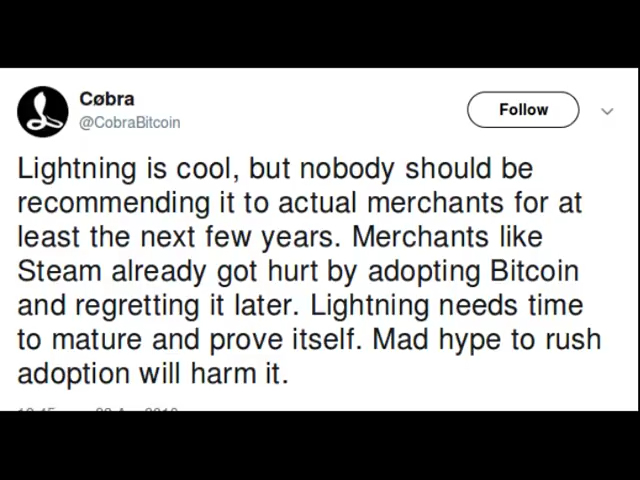 Cøbra
@CobraBitcoin
Follow
Lightning is cool, but nobody should be
recommending it to actual merchants for at
least the next few years. Merchants like
Steam already got hurt by adopting Bitcoin
and regretting it later. Lightning needs time
to mature and prove itself. Mad hype to rush
adoption will harm it.